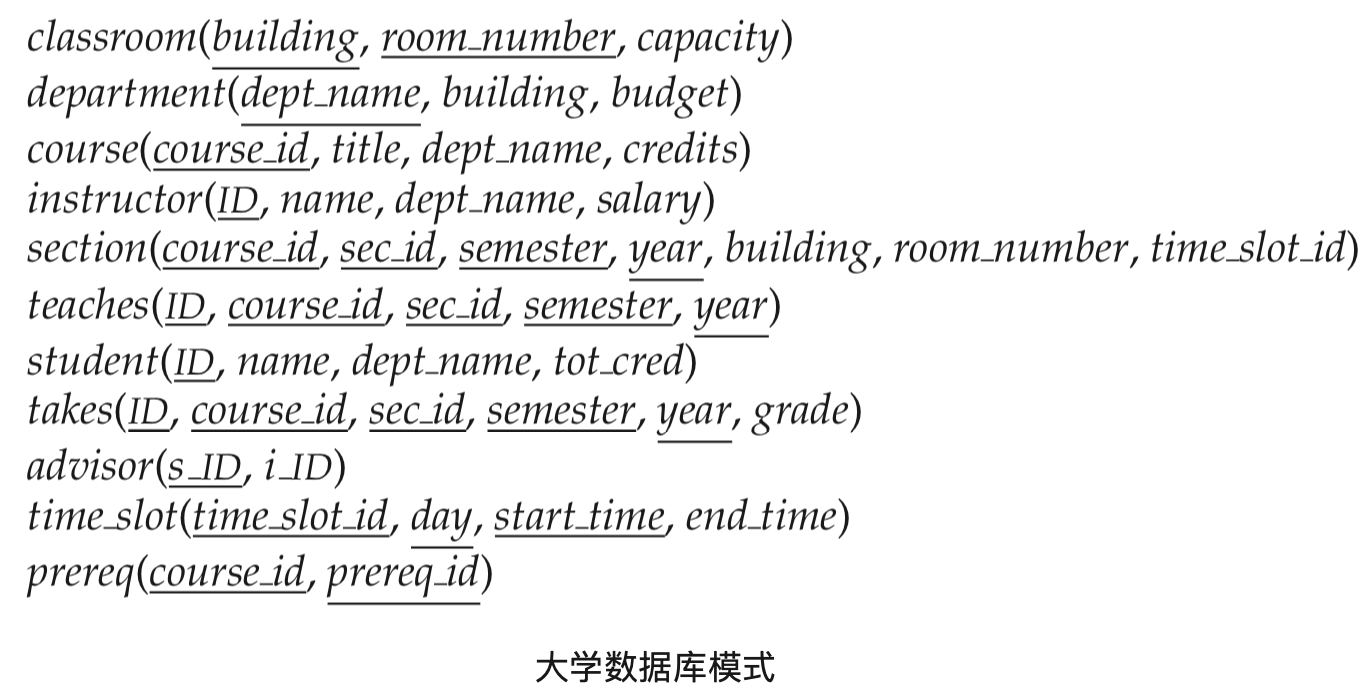 classroom(building, room_number, capacity)
department(dept_name, building, budget)
course(course_id, title, dept_name, credits)
instructor(ID, name, dept_name, salary)
section(course_id, sec_id, semester, year, building, room_number, time_slot_id)
teaches(ID, course_id, sec_id, semester, year)
student(ID, name, dept_name, tot_cred)
takes(ID, course_id, sec_id, semester, year, grade)
advisor(s_ID, i_ID)
time_slot(time_slot_id, day, start_time, end_time)
prereq(course_id, prereq_id)
大学数据库模式